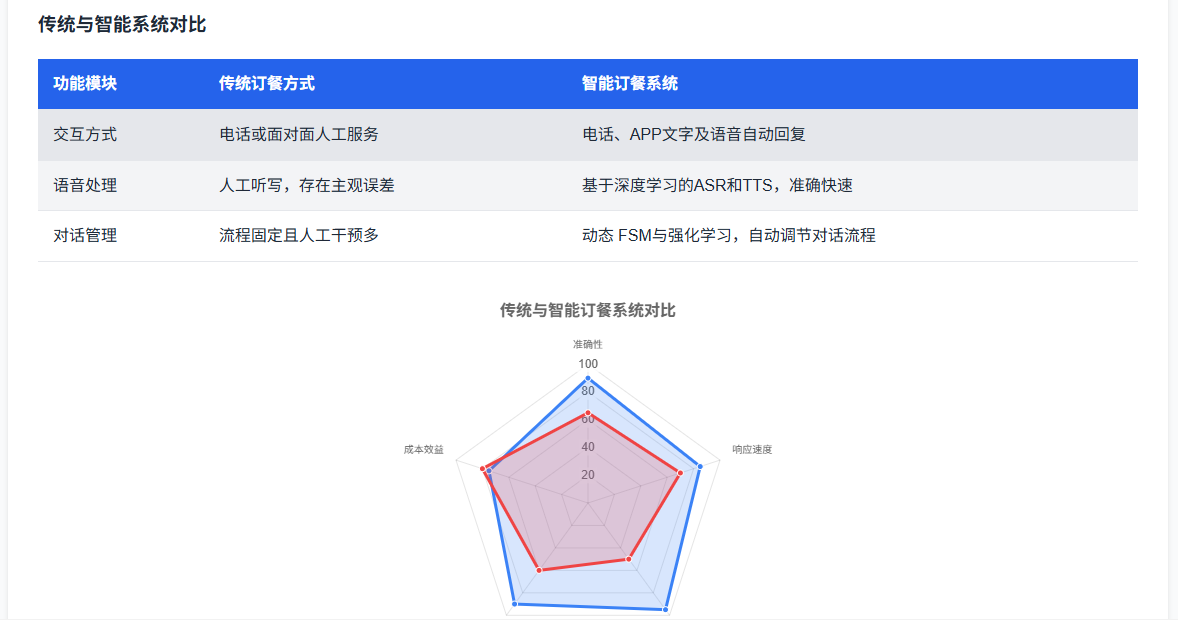 传统与智能系统对比
功能模块 传统订餐方式 智能订餐系统
交互方式 电话或面对面人工服务 电话、APP文字及语音自动回复
语音处理 人工听写，存在主观误差 基于深度学习的ASR和TTS，准确快速
对话管理 流程固定且人工干预多 动态 FSM与强化学习，自动调节对话流程
传统与智能订餐系统对比
准确性
100
80
60
成本效益 40 响应速度
20